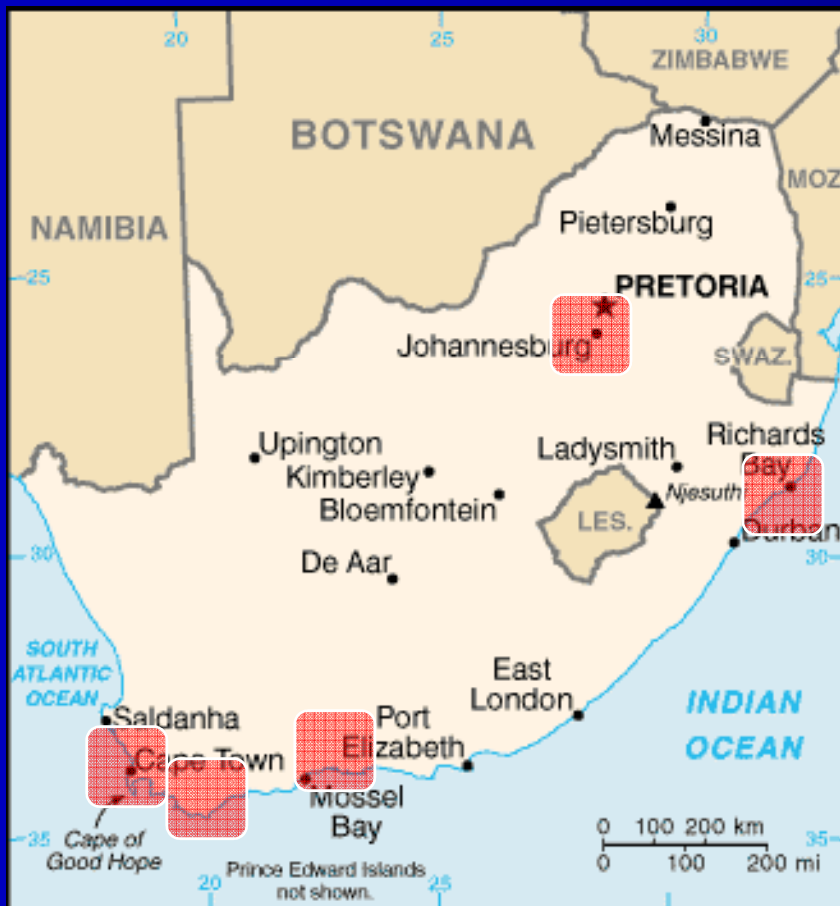 20
25
30
ZIMBABWE
BOTSWANA
Messina
MOZ
NAMIBIA
Pietersburg
25
PRETORIA
25
Johannesburg
SWAZ.
Richards
Bay
Upington
Ladysmith
Kimberley
Njesuthi
Bloemfontein
LES.
Durban
30
De Aar
30
SOUTH
ATLANTIC
OCEAN
East
London
INDIAN
OCEAN
Saldanha
Port
Elizabeth
Cape Town
Mossel
Bay
Cape of
Good Hope
0 100 200 km
0 100 200 mi
35
35
Prince Edward Islands
not shown.
20
25